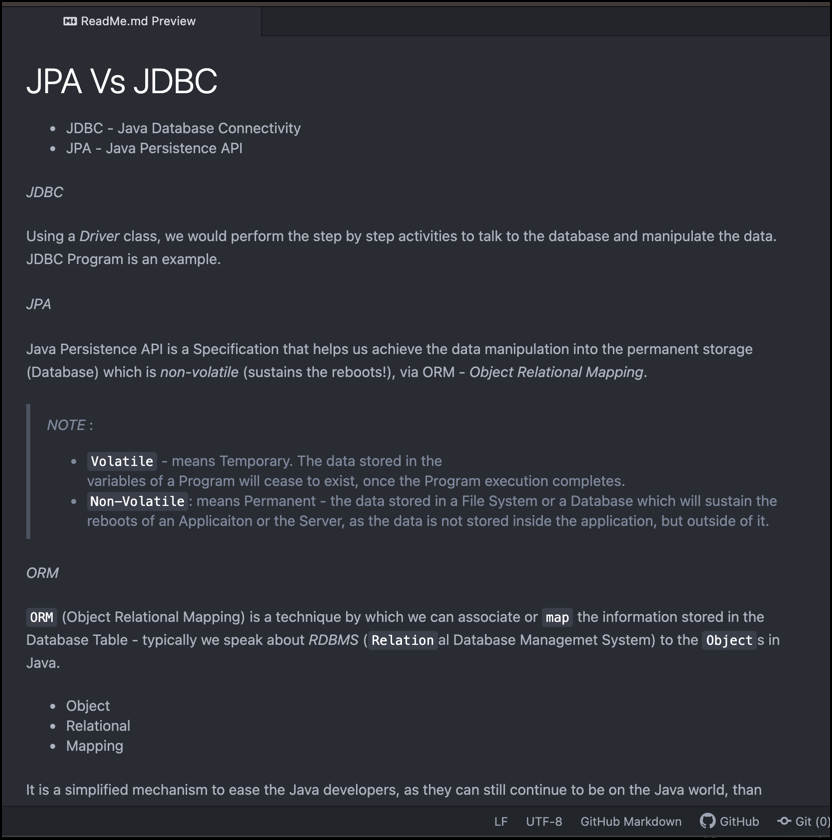 ReadMe.md Preview
JPA Vs JDBC
JDBC - Java Database Connectivity
JPA - Java Persistence API
JDBC
Using a Driver class, we would perform the step by step activities to talk to the database and manipulate the data.
JDBC Program is an example.
JPA
Java Persistence API is a Specification that helps us achieve the data manipulation into the permanent storage
(Database) which is non-volatile (sustains the reboots!), via ORM - Object Relational Mapping.
NOTE :
Volatile - means Temporary. The data stored in the
variables of a Program will cease to exist, once the Program execution completes.
Non-Volatile: means Permanent - the data stored in a File System or a Database which will sustain the
reboots of an Applicaiton or the Server, as the data is not stored inside the application, but outside of it.
ORM
ORM (Object Relational Mapping) is a technique by which we can associate or map the information stored in the
Database Table - typically we speak about RDBMS (Relational Database Managemet System) to the Objects in
Java.
Object
Relational
Mapping
It is a simplified mechanism to ease the Java developers, as they can still continue to be on the Java world, than
LF UTF-8 GitHub Markdown GitHub Git (0)